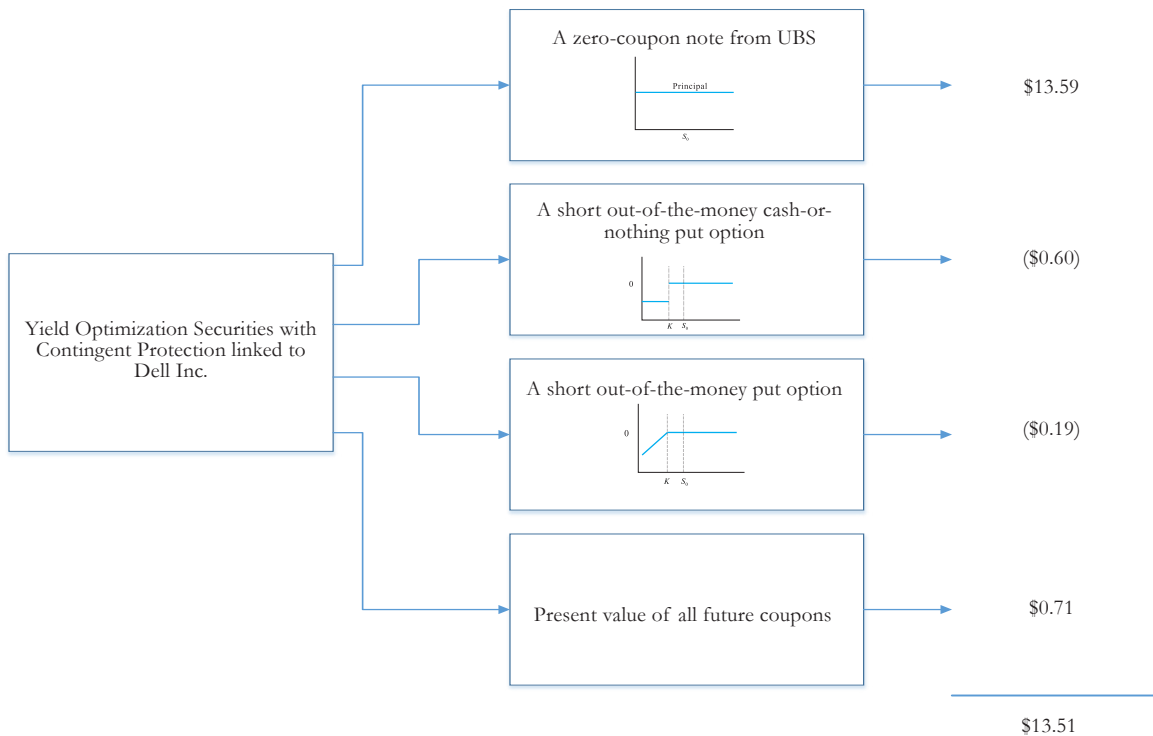 A zero-coupon note from UBS
Principal
S₀
$13.59
A short out-of-the-money cash-or-
nothing put option
0
K
S₀
($0.60)
Yield Optimization Securities with
Contingent Protection linked to
Dell Inc.
A short out-of-the-money put option
0
K
S₀
($0.19)
Present value of all future coupons
$0.71
$13.51